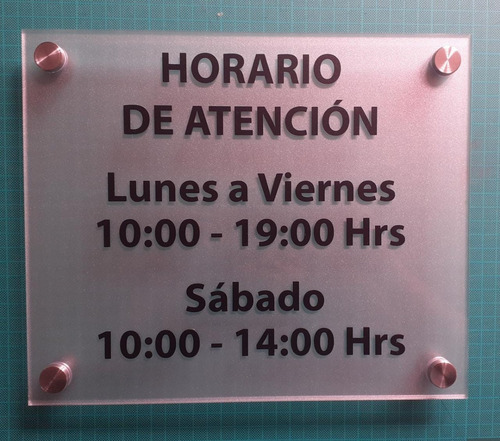 HORARIO
DE ATENCIÓN
Lunes a Viernes
10:00 - 19:00 Hrs
Sábado
10:00 - 14:00 Hrs